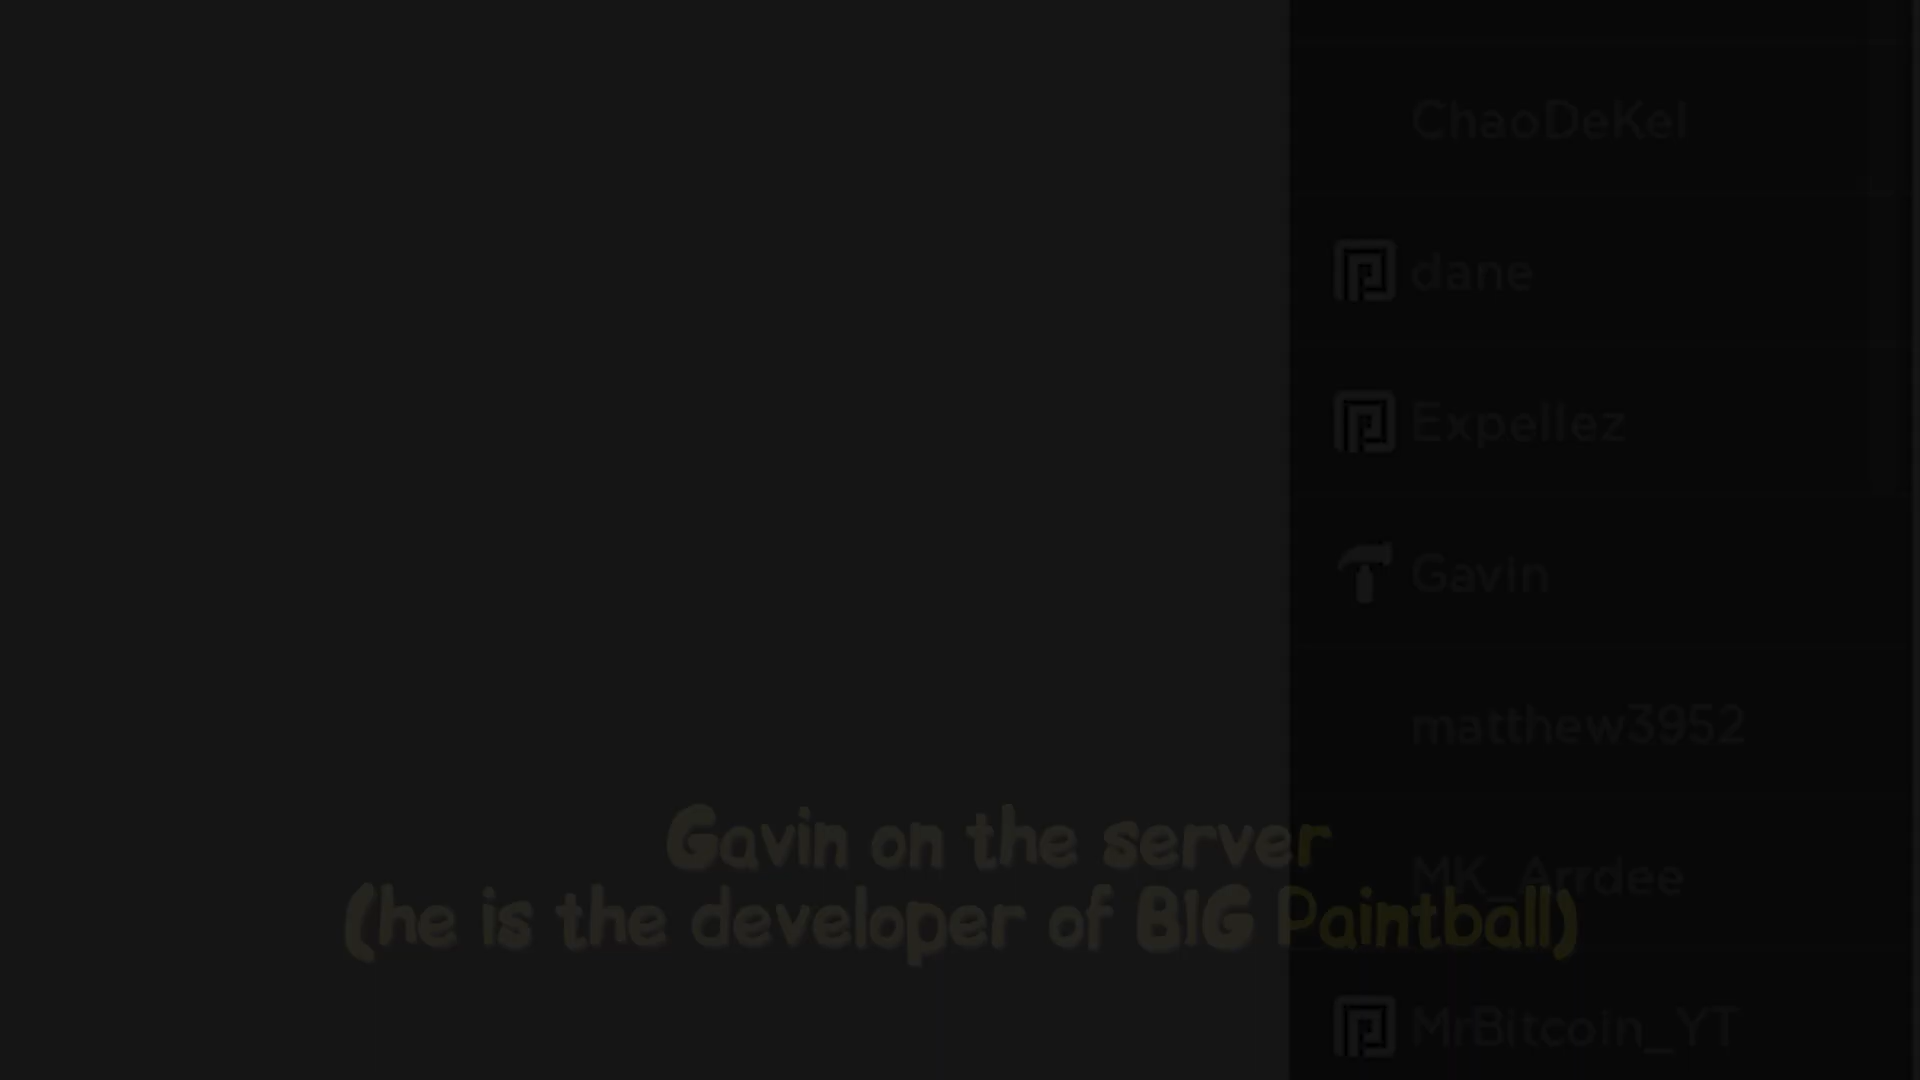 ChaoDeKel
dane
Expellez
Gavin
matthew3952
MK_Arrdee
MrBitcoin_YT
Gavin on the server
(he is the developer of BIG Paintball)